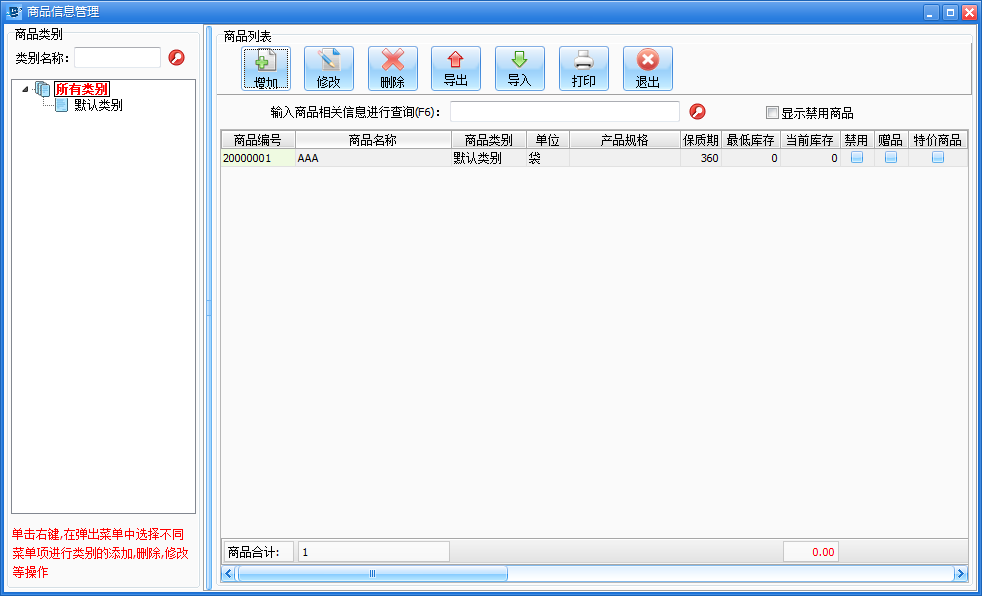 商品信息管理
商品类别
类别名称:
所有类别
默认类别
单击右键,在弹出菜单中选择不同
菜单项进行类别的添加,删除,修改
等操作
商品列表
增加 修改 删除 导出 导入 打印 退出
输入商品相关信息进行查询(F6): 显示禁用商品
商品编号 商品名称 商品类别 单位 产品规格 保质期 最低库存 当前库存 禁用 赠品 特价商品
20000001 AAA 默认类别 袋 360 0 0
商品合计: 1 0.00